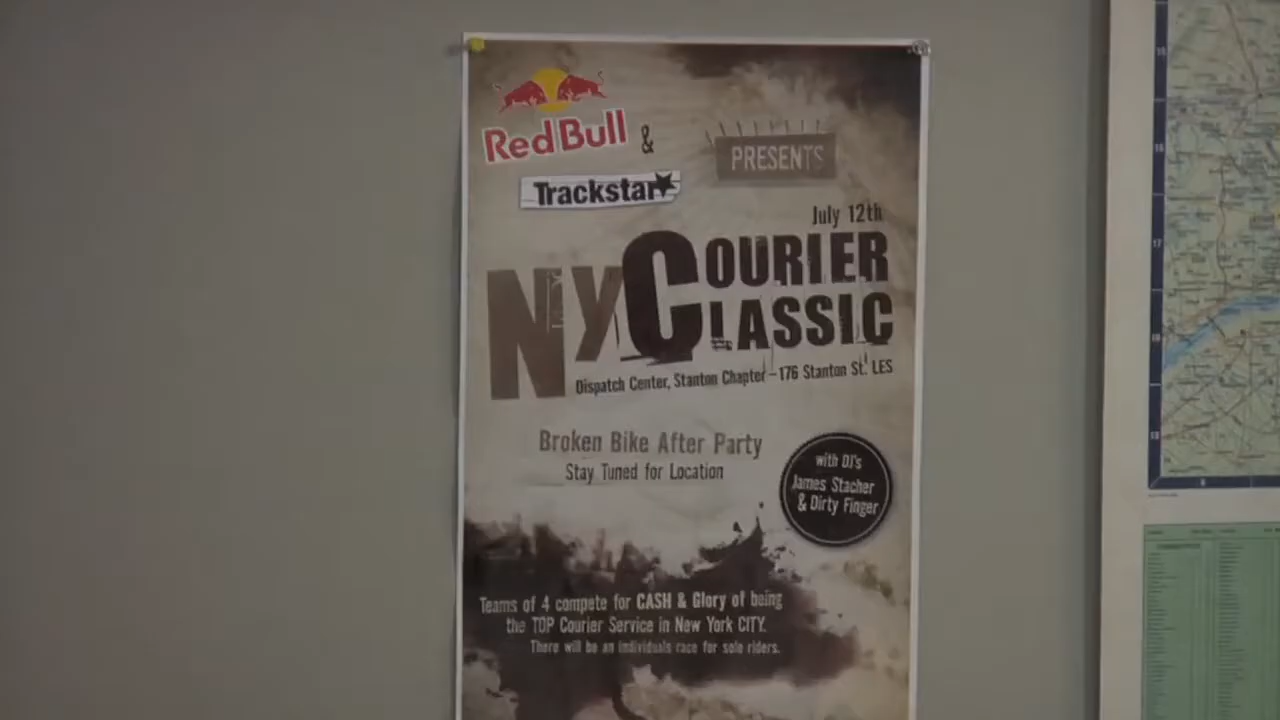 Red Bull &
Trackstar
PRESENTS
July 12th
NY COURIER
CLASSIC
Dispatch Center, Stanton Chapter - 176 Stanton St. LES
Broken Bike After Party
Stay Tuned for Location
with DJ's
James Stacher
& Dirty Finger
Teams of 4 compete for CASH & Glory of being
the TOP Courier Service in New York CITY.
There will be an individuals race for solo riders.